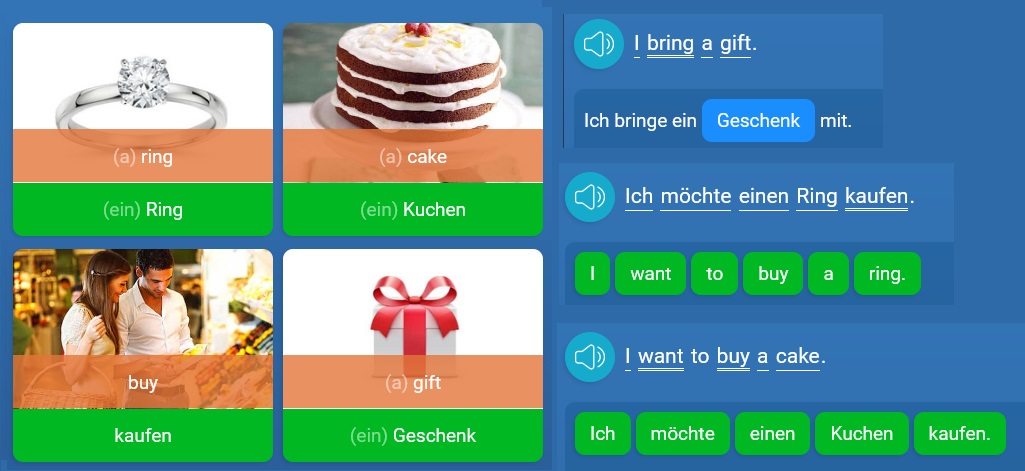 (a) ring
(ein) Ring
(a) cake
(ein) Kuchen
buy
kaufen
(a) gift
(ein) Geschenk
I bring a gift.
Ich bringe ein Geschenk mit.
Ich möchte einen Ring kaufen.
I want to buy a ring.
I want to buy a cake.
Ich möchte einen Kuchen kaufen.